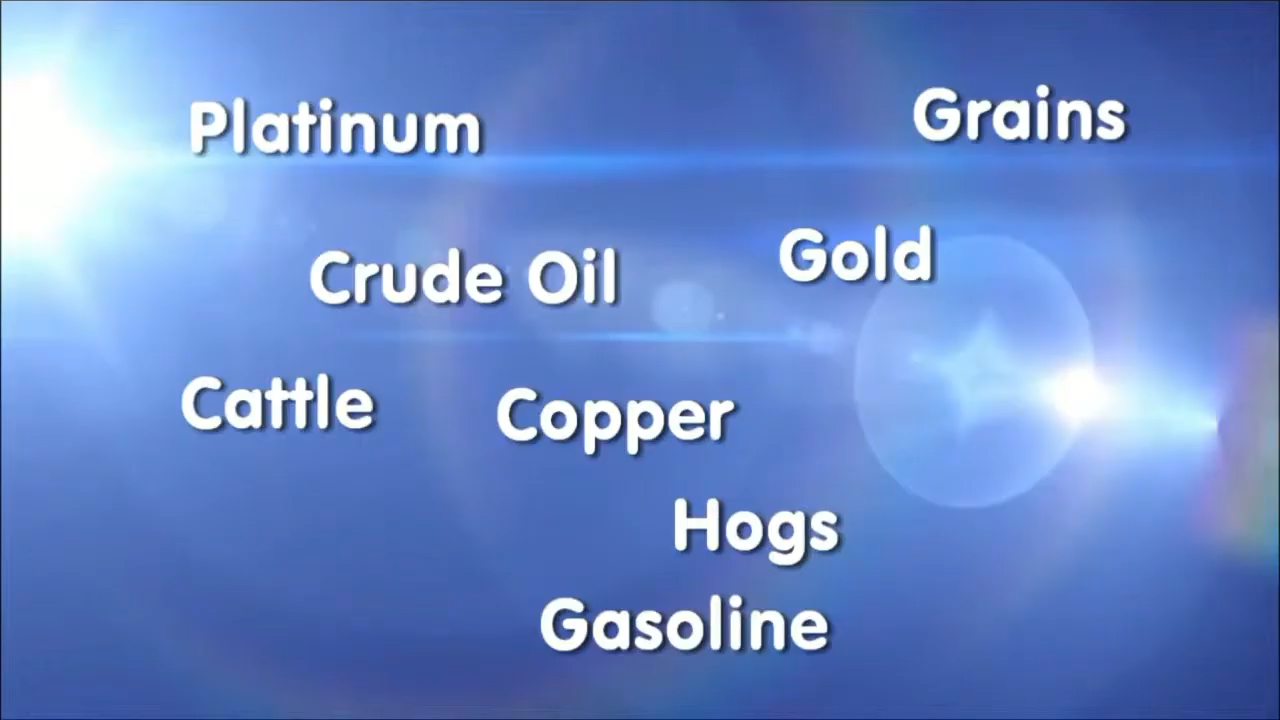 Platinum
Grains
Crude Oil
Gold
Cattle
Copper
Hogs
Gasoline